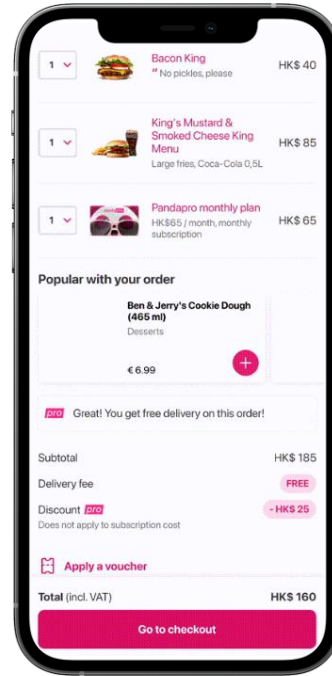 1
Bacon King
" No pickles, please
HK$ 40
1
King's Mustard &
Smoked Cheese King
Menu
Large fries, Coca-Cola 0,5L
HK$ 85
1
Pandapro monthly plan
HK$65 / month, monthly
subscription
HK$ 65
Popular with your order
Ben & Jerry's Cookie Dough
(465 ml)
Desserts
€ 6.99
pro Great! You get free delivery on this order!
Subtotal HK$ 185
Delivery fee FREE
Discount pro - HK$ 25
Does not apply to subscription cost
Apply a voucher
Total (incl. VAT) HK$ 160
Go to checkout